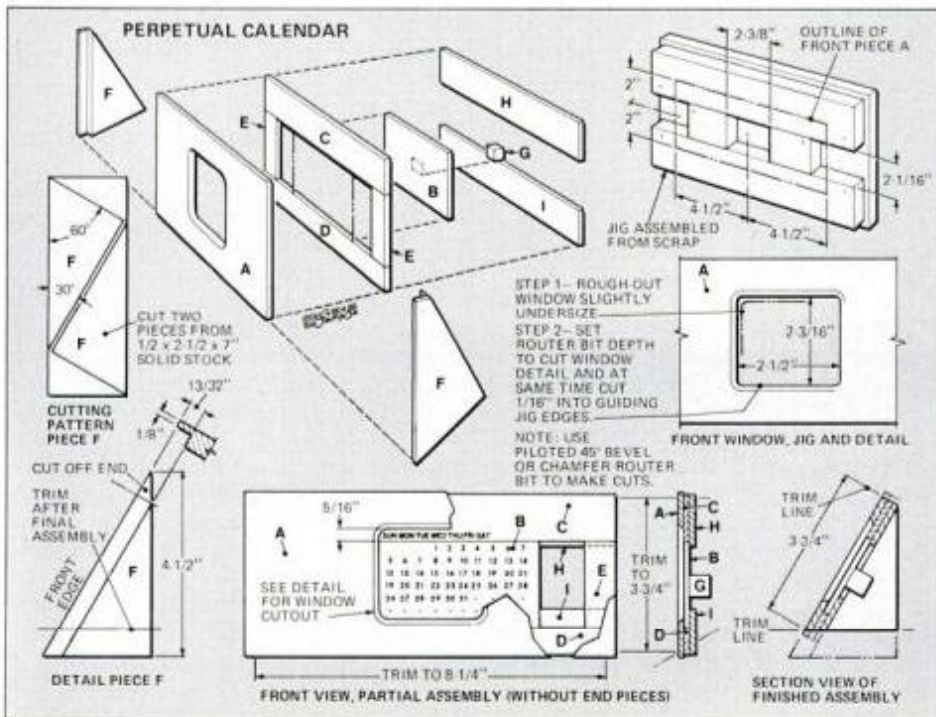 PERPETUAL CALENDAR
F
A
E
C
D
E
B
G
H
I
F
2-3/8"
OUTLINE OF
FRONT PIECE A
2"
2"
2-1/16"
4-1/2"
4-1/2"
JIG ASSEMBLED
FROM SCRAP
60°
F
30°
F
CUT TWO
PIECES FROM
1/2 x 2-1/2 x 7"
SOLID STOCK
CUTTING
PATTERN
PIECE F
STEP 1– ROUGH-OUT
WINDOW SLIGHTLY
UNDERSIZE
STEP 2– SET
ROUTER BIT DEPTH
TO CUT WINDOW
DETAIL AND AT
SAME TIME CUT
1/16" INTO GUIDING
JIG EDGES.
NOTE: USE
PILOTED 45° BEVEL
OR CHAMFER ROUTER
BIT TO MAKE CUTS.
A
2-3/16"
2-1/2"
FRONT WINDOW, JIG AND DETAIL
13/32"
1/8"
CUT OFF END
TRIM
AFTER
FINAL
ASSEMBLY
FRONT
EDGE
F
4-1/2"
DETAIL PIECE F
5/16"
A
B
C
SUN MON TUE WED THU FRI SAT
SEE DETAIL
FOR WINDOW
CUTOUT
H
E
I
D
TRIM TO 8-1/4"
FRONT VIEW, PARTIAL ASSEMBLY (WITHOUT END PIECES)
A
C
H
B
G
I
D
TRIM
TO
3-3/4"
TRIM
LINE
3-3/4"
TRIM
LINE
SECTION VIEW OF
FINISHED ASSEMBLY